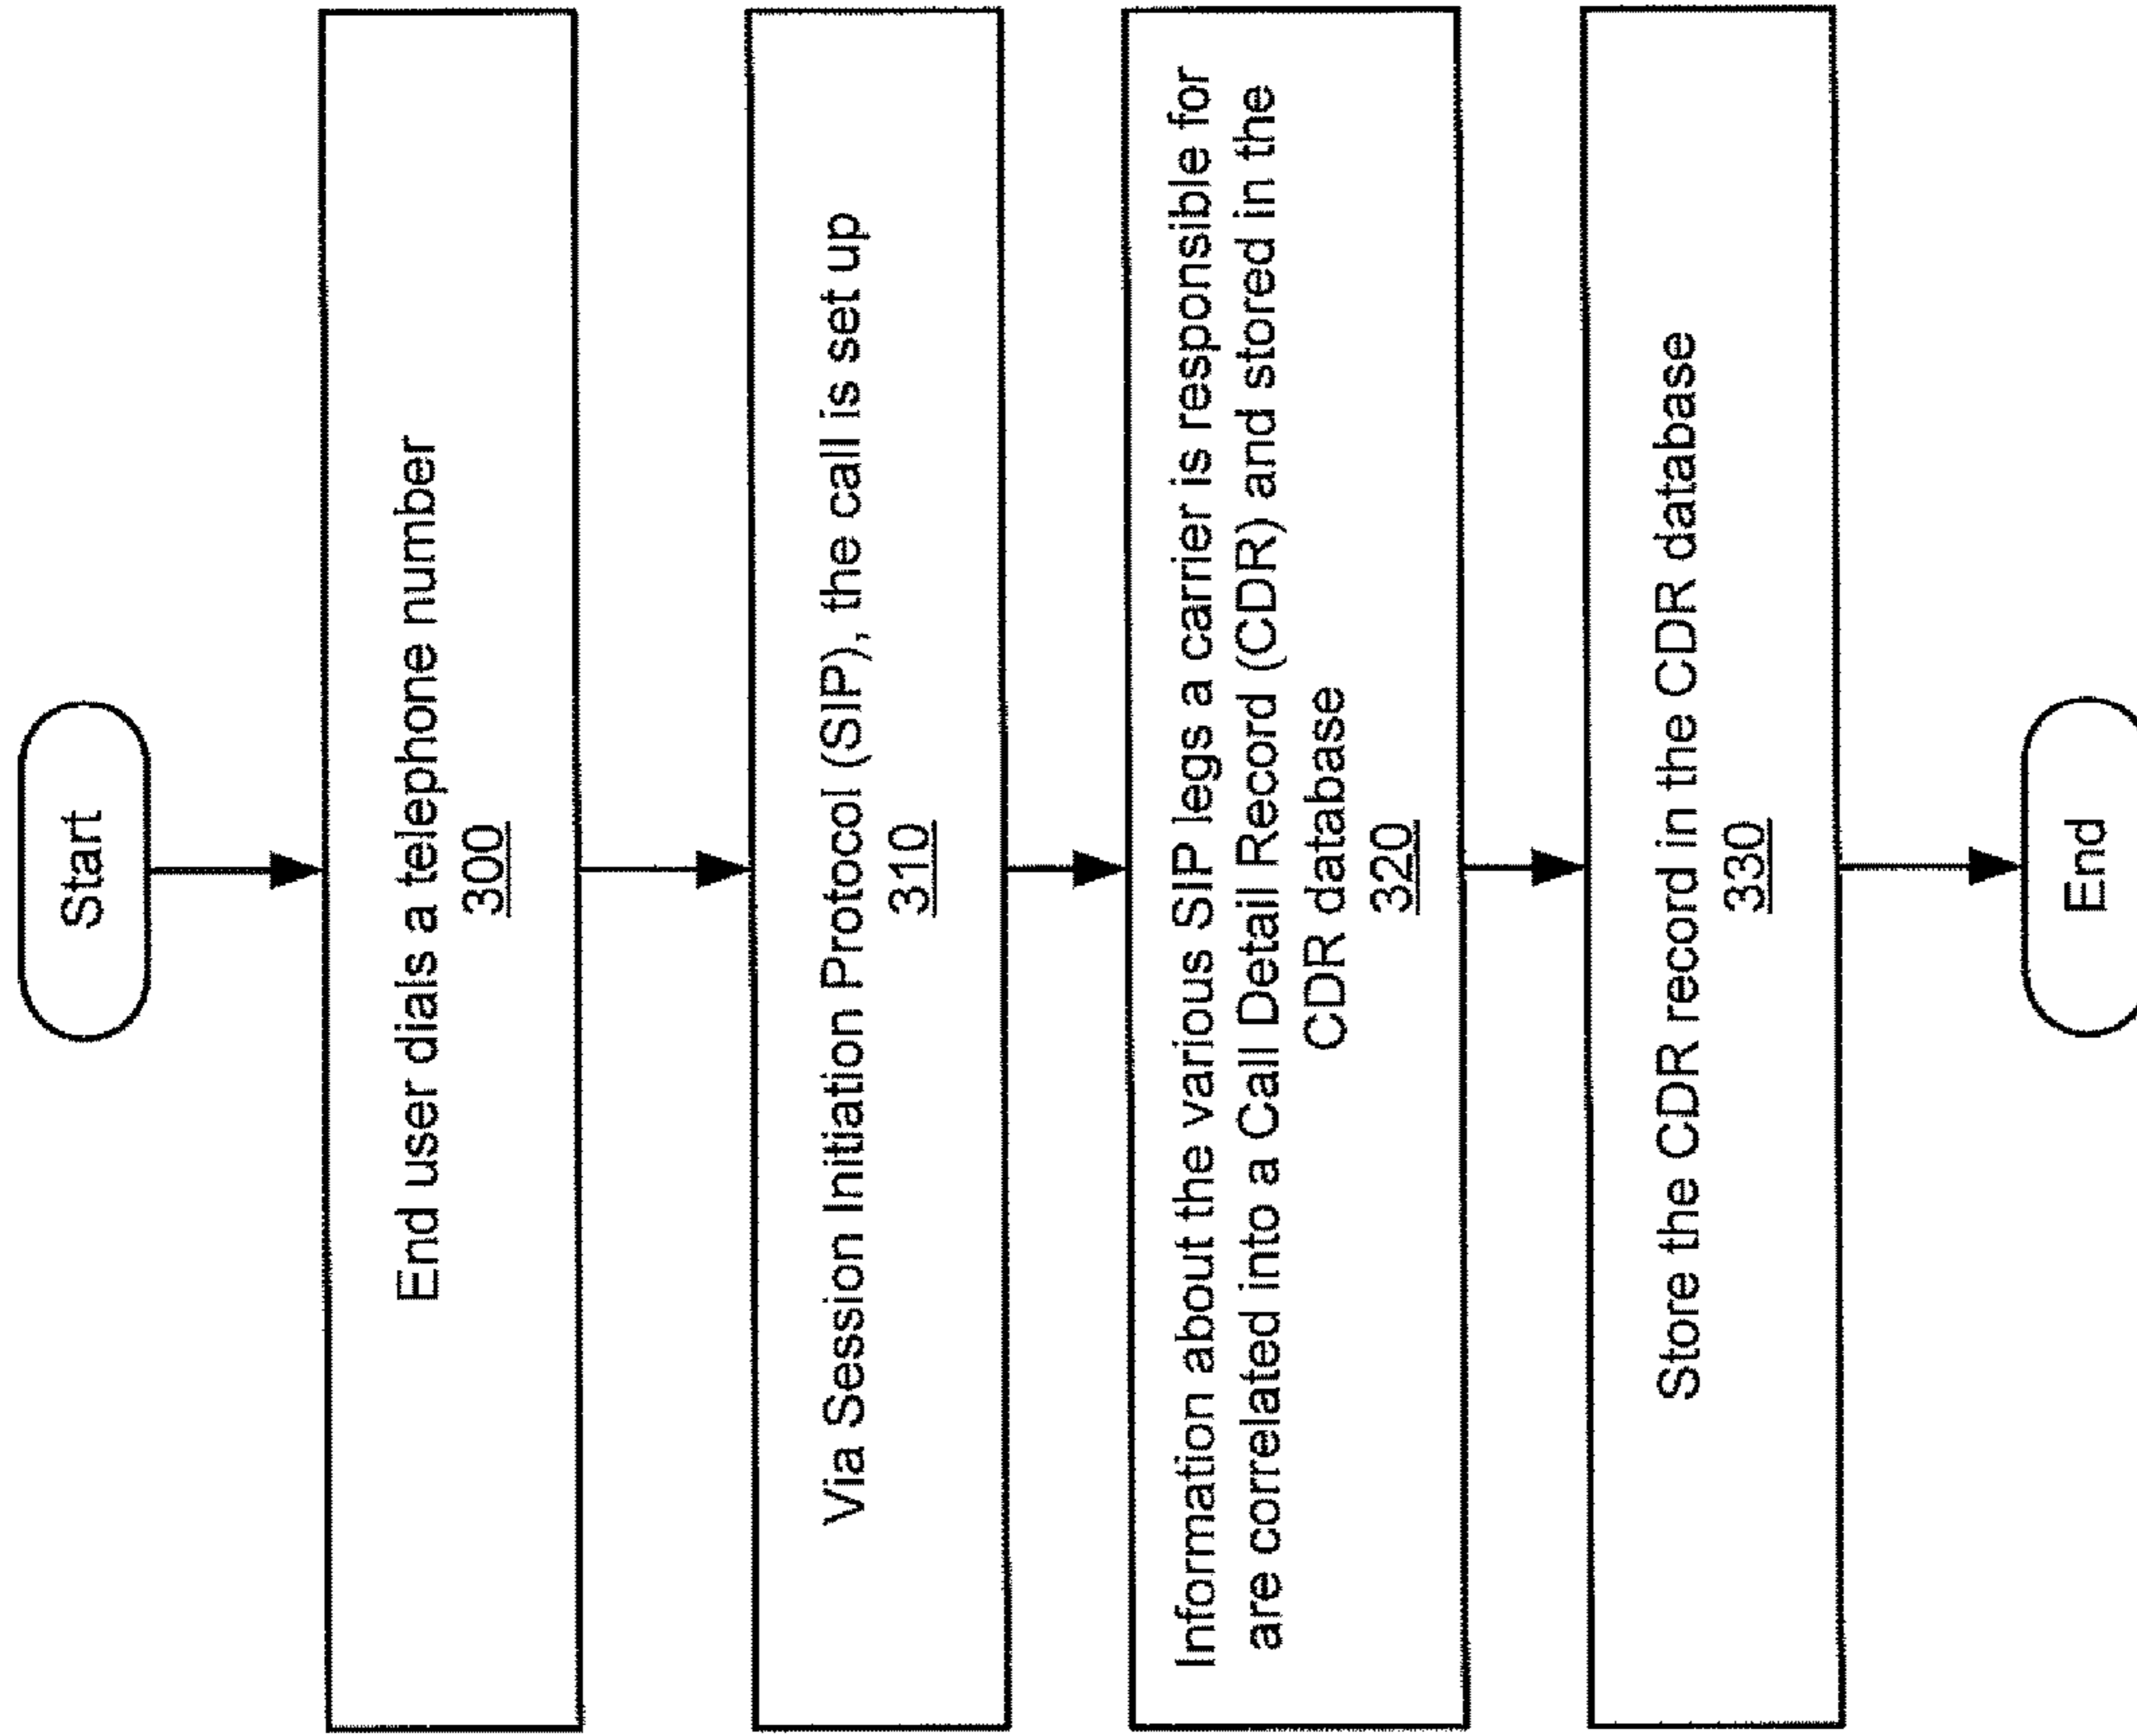 Start
End user dials a telephone number
300
Via Session Initiation Protocol (SIP), the call is set up
310
Information about the various SIP legs a carrier is responsible for
are correlated into a Call Detail Record (CDR) and stored in the
CDR database
320
Store the CDR record in the CDR database
330
End